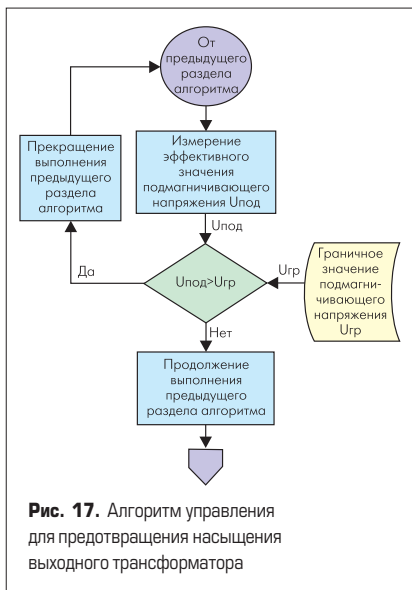 От
предыдущего
раздела
алгоритма
Прекращение
выполнения
предыдущего
раздела
алгоритма
Измерение
эффективного
значения
подмагничивающего
напряжения Uпод
Uпод
Да
Uпод>Uгр
Uгр
Граничное
значение
подмагни-
чивающего
напряжения
Uгр
Нет
Продолжение
выполнения
предыдущего
раздела алгоритма
Рис. 17. Алгоритм управления
для предотвращения насыщения
выходного трансформатора